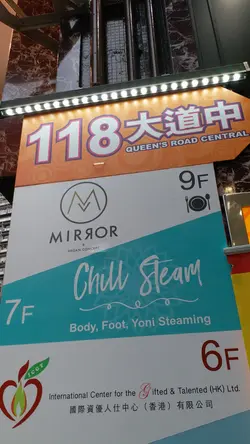 118大道中
QUEEN'S ROAD CENTRAL
9F
MIRROR
Chill Steam
7F
Body, Foot, Yoni Steaming
6F
ICGT
International Center for the Gifted & Talented (HK) Ltd.
國際資優人仕中心（香港）有限公司